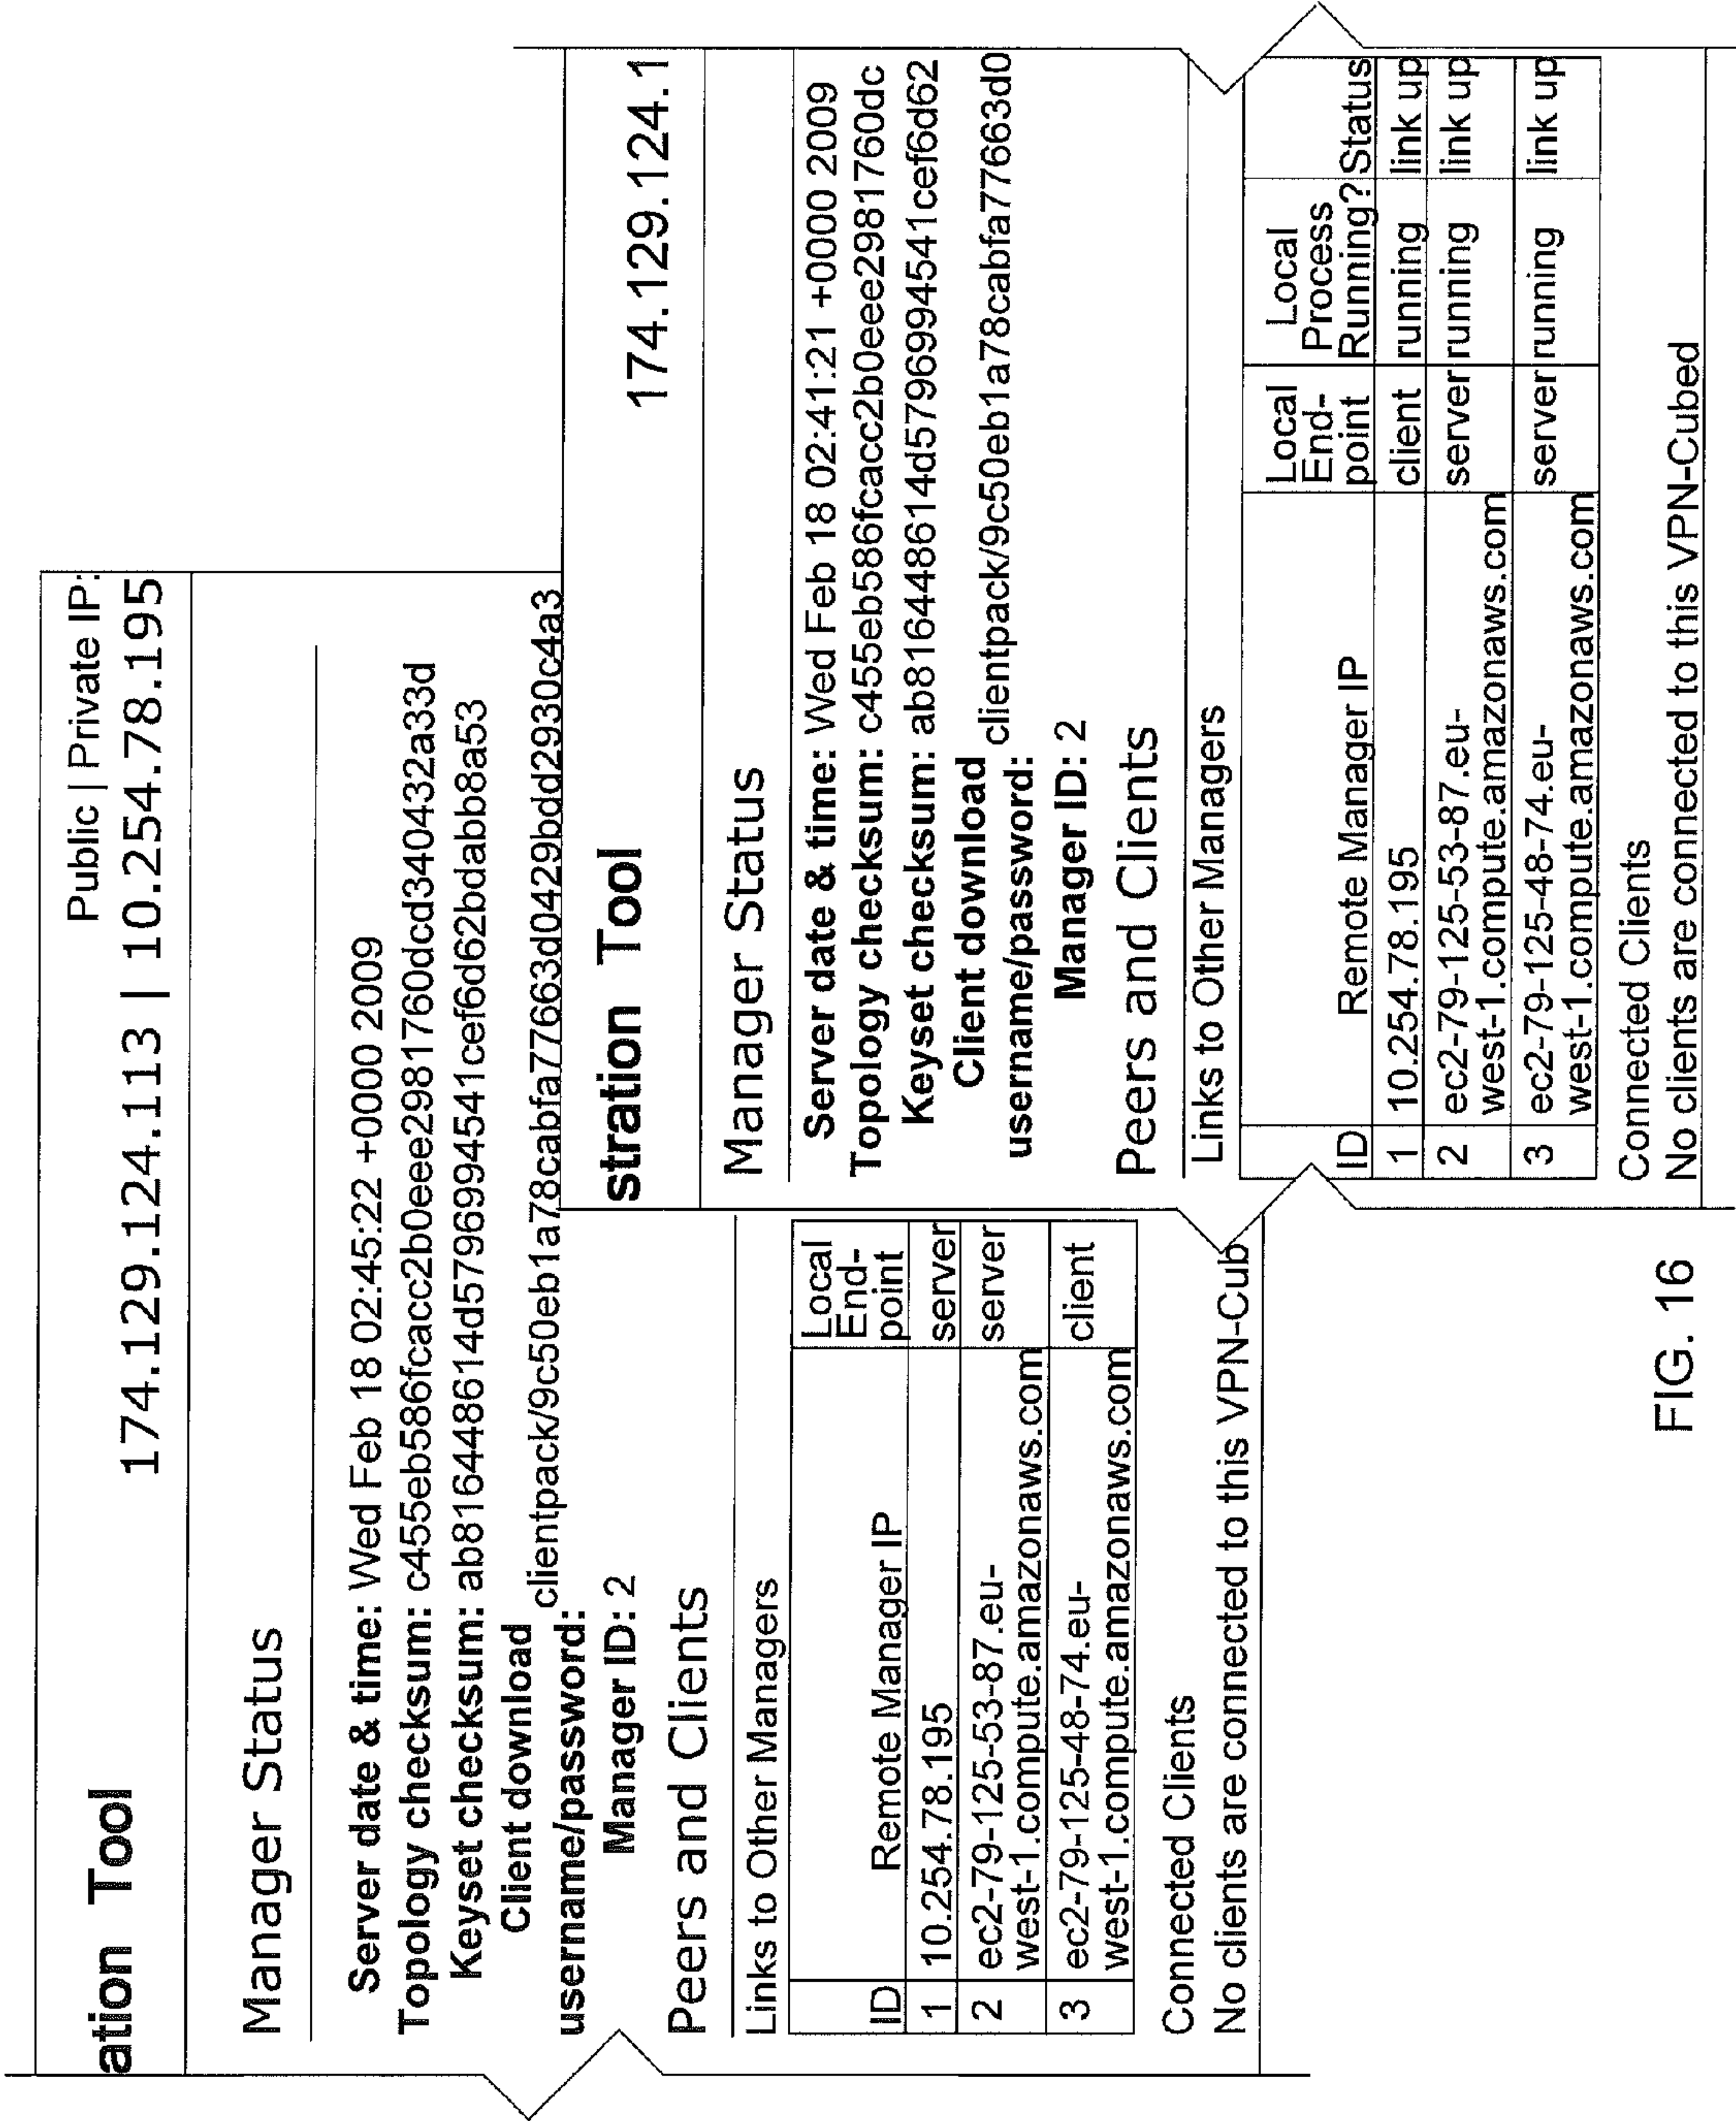 ation Tool
Public | Private IP:
174.129.124.113 | 10.254.78.195
Manager Status
Server date & time: Wed Feb 18 02:45:22 +0000 2009
Topology checksum: c455eb586fcacc2b0eee2981760dcd340432a33d
Keyset checksum: ab816448614d5796994541cef6d62bdabb8a53
Client download
username/password:
clientpack/9c50eb1a78cabfa77663d0429bdd2930c4a3
Manager ID: 2
Peers and Clients
Links to Other Managers
ID Remote Manager IP Local End-point
1 10.254.78.195 server
2 ec2-79-125-53-87.eu-
west-1.compute.amazonaws.com server
3 ec2-79-125-48-74.eu-
west-1.compute.amazonaws.com client
Connected Clients
No clients are connected to this VPN-Cub
stration Tool
174.129.124.1
Manager Status
Server date & time: Wed Feb 18 02:41:21 +0000 2009
Topology checksum: c455eb586fcacc2b0eee2981760dc
Keyset checksum: ab816448614d5796994541cef6d62
Client download
username/password:
clientpack/9c50eb1a78cabfa77663d0
Manager ID: 2
Peers and Clients
Links to Other Managers
ID Remote Manager IP Local End-point Local Process Running? Status
1 10.254.78.195 client running link up
2 ec2-79-125-53-87.eu-
west-1.compute.amazonaws.com server running link up
3 ec2-79-125-48-74.eu-
west-1.compute.amazonaws.com server running link up
Connected Clients
No clients are connected to this VPN-Cubed
FIG. 16